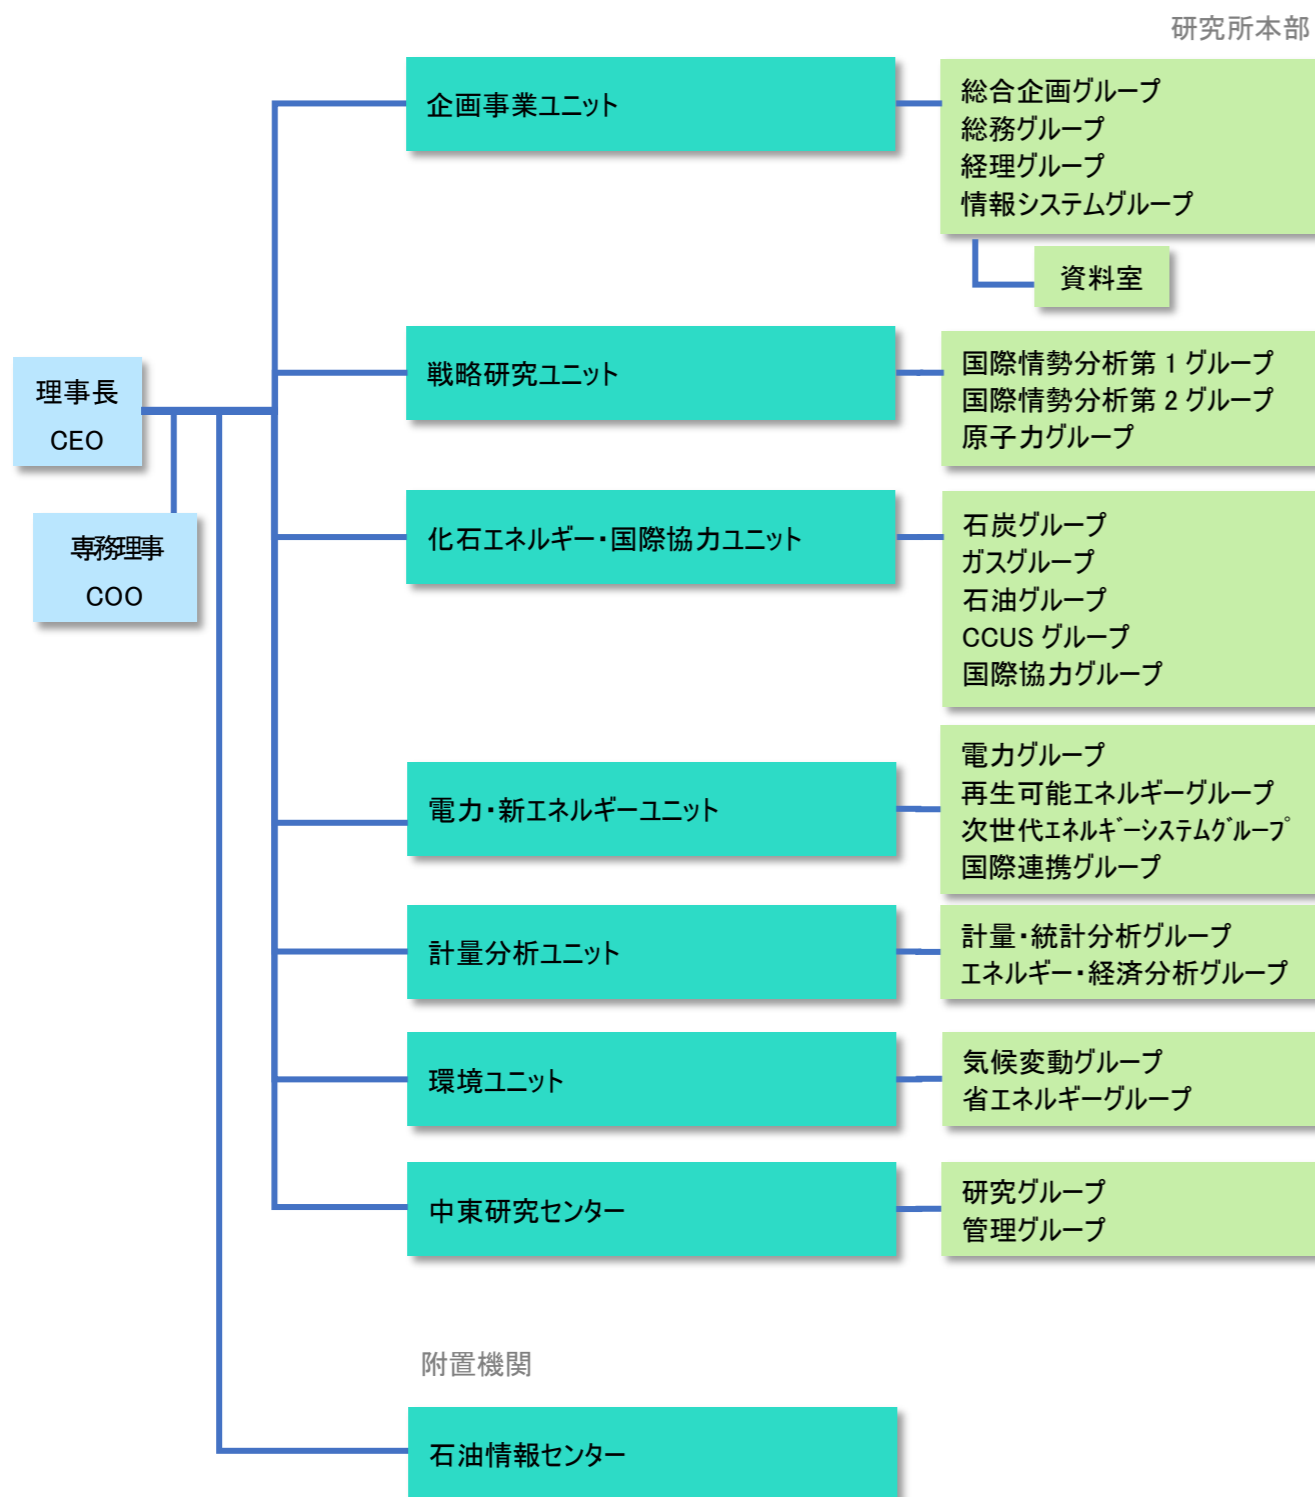 研究所本部
企画事業ユニット
総合企画グループ
総務グループ
経理グループ
情報システムグループ
資料室
理事長
CEO
専務理事
COO
戦略研究ユニット
国際情勢分析第 1 グループ
国際情勢分析第 2 グループ
原子力グループ
化石エネルギー・国際協力ユニット
石炭グループ
ガスグループ
石油グループ
CCUS グループ
国際協力グループ
電力・新エネルギーユニット
電力グループ
再生可能エネルギーグループ
次世代ｴﾈﾙｷﾞｰｼｽﾃﾑｸﾞﾙｰﾌﾟ
国際連携グループ
計量分析ユニット
計量・統計分析グループ
エネルギー・経済分析グループ
環境ユニット
気候変動グループ
省エネルギーグループ
中東研究センター
研究グループ
管理グループ
附置機関
石油情報センター